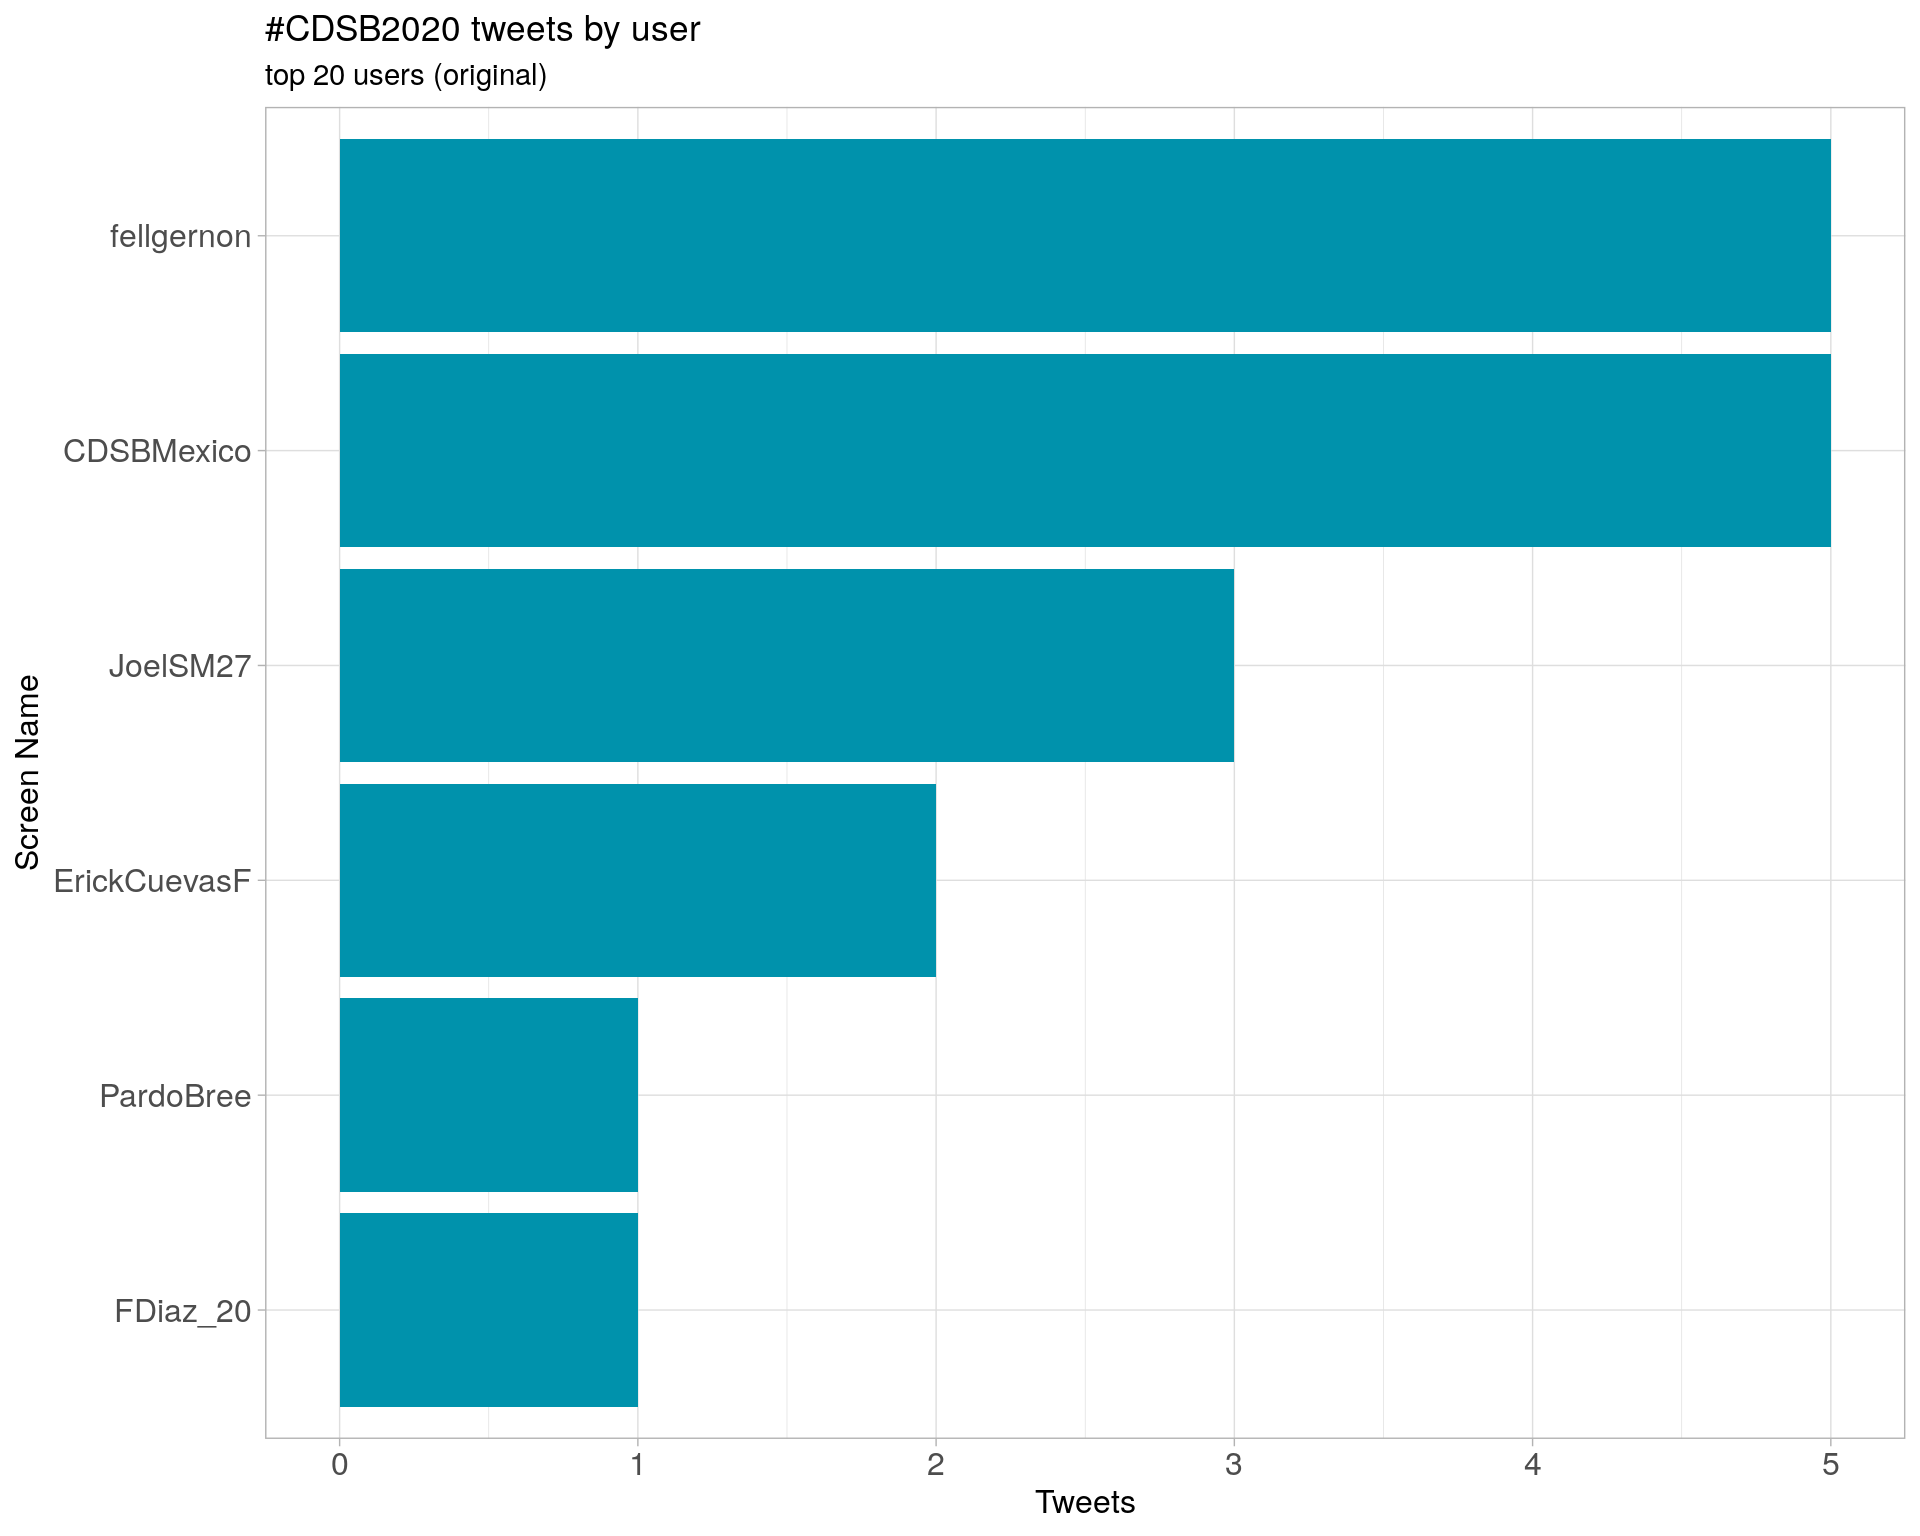 #CDSB2020 tweets by user
top 20 users (original)
fellgernon
CDSBMexico
JoelSM27
ErickCuevasF
PardoBree
FDiaz_20
Screen Name
0 1 2 3 4 5
Tweets